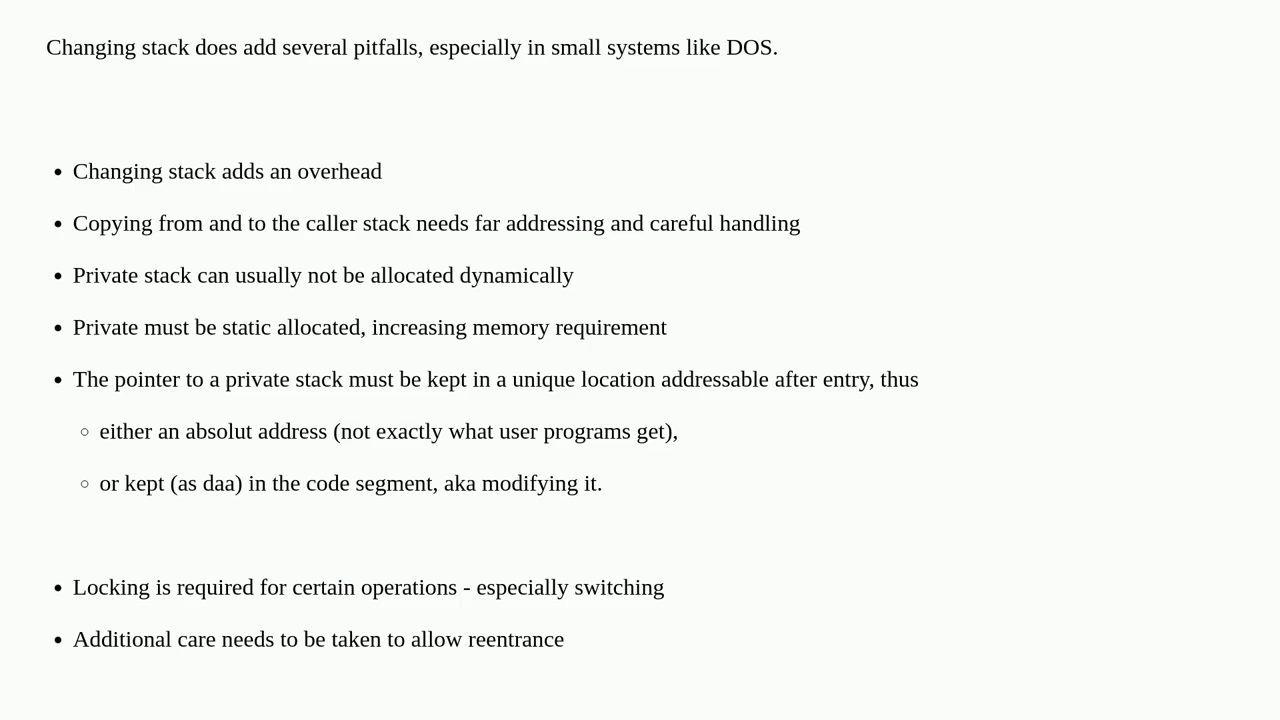 Changing stack does add several pitfalls, especially in small systems like DOS.
• Changing stack adds an overhead
• Copying from and to the caller stack needs far addressing and careful handling
• Private stack can usually not be allocated dynamically
• Private must be static allocated, increasing memory requirement
• The pointer to a private stack must be kept in a unique location addressable after entry, thus
○ either an absolut address (not exactly what user programs get),
○ or kept (as daa) in the code segment, aka modifying it.
• Locking is required for certain operations - especially switching
• Additional care needs to be taken to allow reentrance